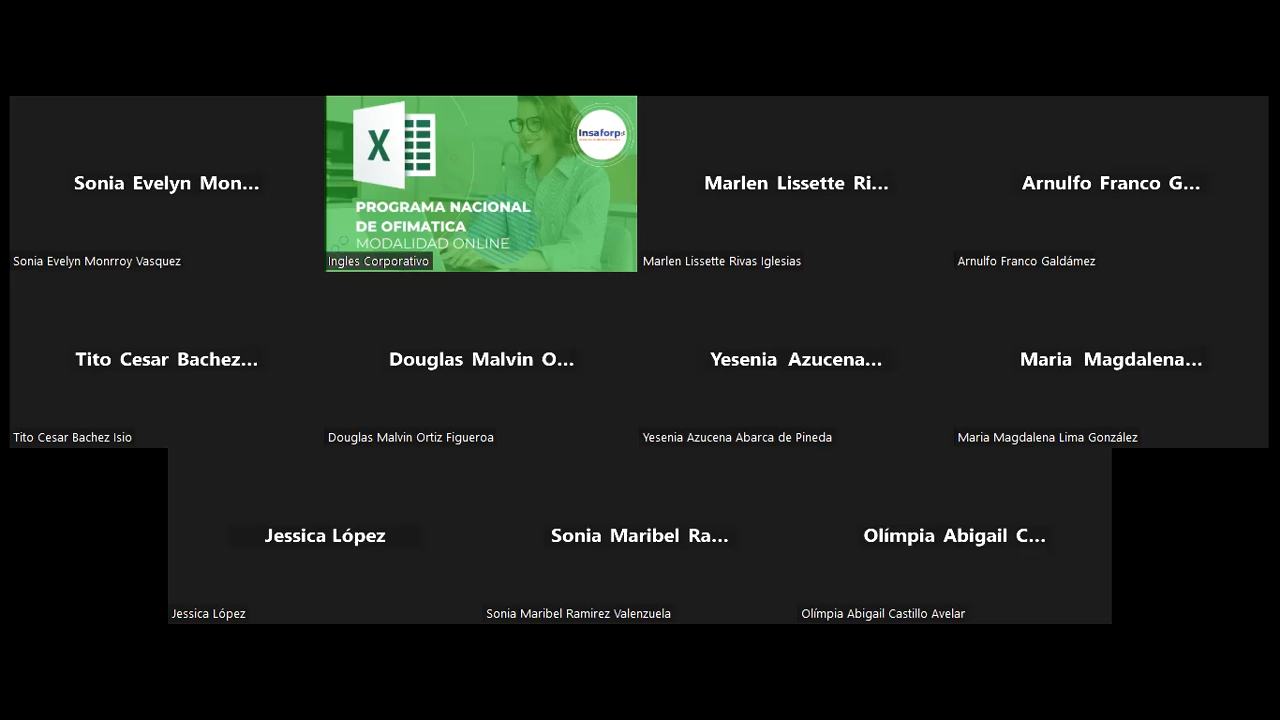 Sonia Evelyn Mon...
Sonia Evelyn Monrroy Vasquez
X
Insaforp
PROGRAMA NACIONAL
DE OFIMATICA
MODALIDAD ONLINE
Ingles Corporativo
Marlen Lissette Ri...
Marlen Lissette Rivas Iglesias
Arnulfo Franco G...
Arnulfo Franco Galdámez
Tito Cesar Bachez...
Tito Cesar Bachez Isio
Douglas Malvin O...
Douglas Malvin Ortiz Figueroa
Yesenia Azucena...
Yesenia Azucena Abarca de Pineda
Maria Magdalena...
Maria Magdalena Lima González
Jessica López
Jessica López
Sonia Maribel Ra...
Sonia Maribel Ramirez Valenzuela
Olímpia Abigail C...
Olímpia Abigail Castillo Avelar